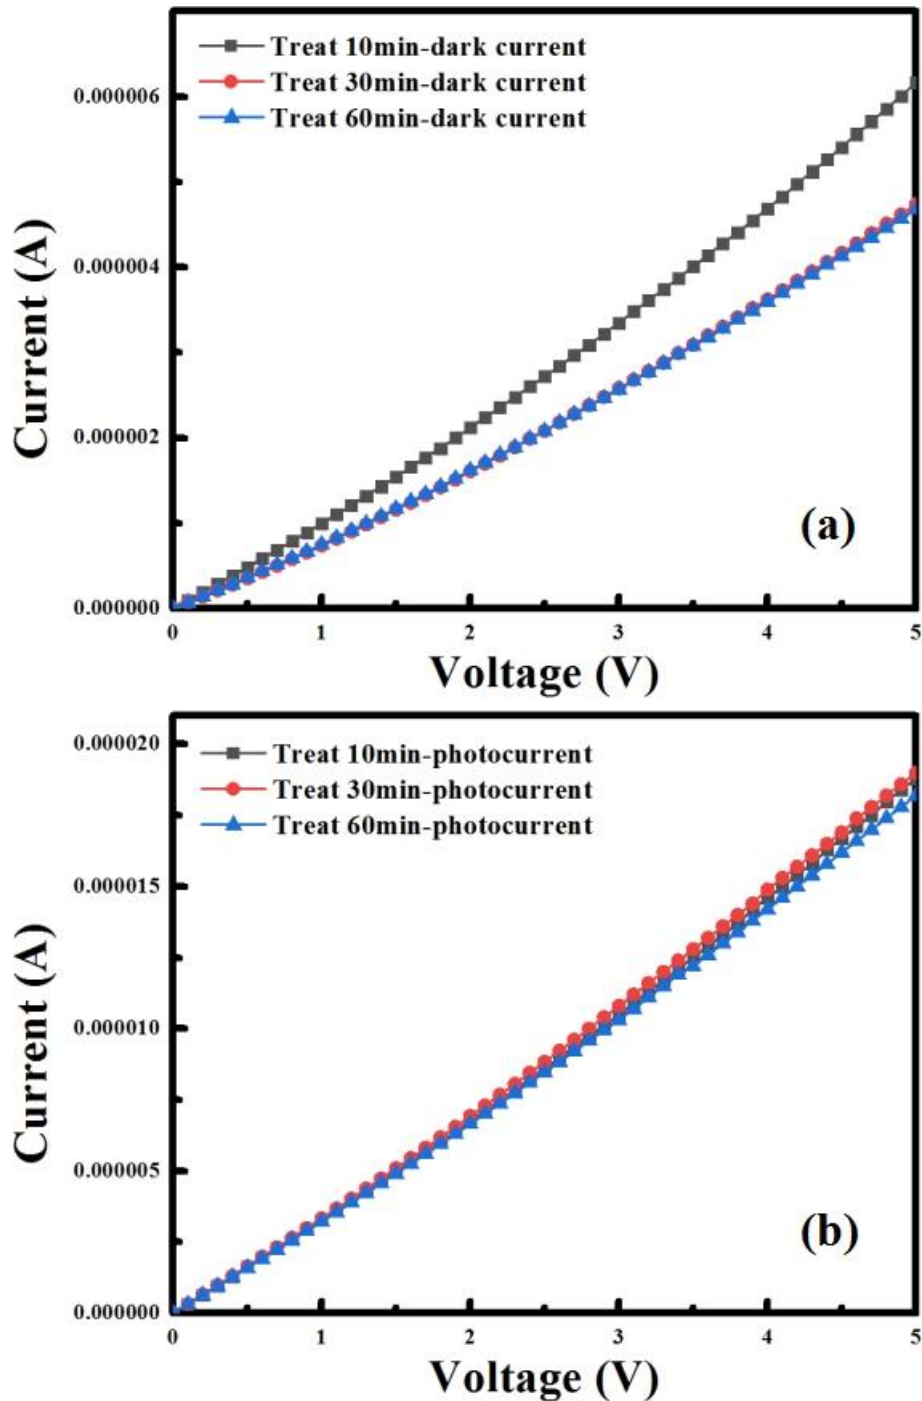 Treat 10min-dark current
Treat 30min-dark current
Treat 60min-dark current
0.000006
0.000004
0.000002
0.000000
Current (A)
(a)
0 1 2 3 4 5
Voltage (V)
Treat 10min-photocurrent
Treat 30min-photocurrent
Treat 60min-photocurrent
0.000020
0.000015
0.000010
0.000005
0.000000
Current (A)
(b)
0 1 2 3 4 5
Voltage (V)